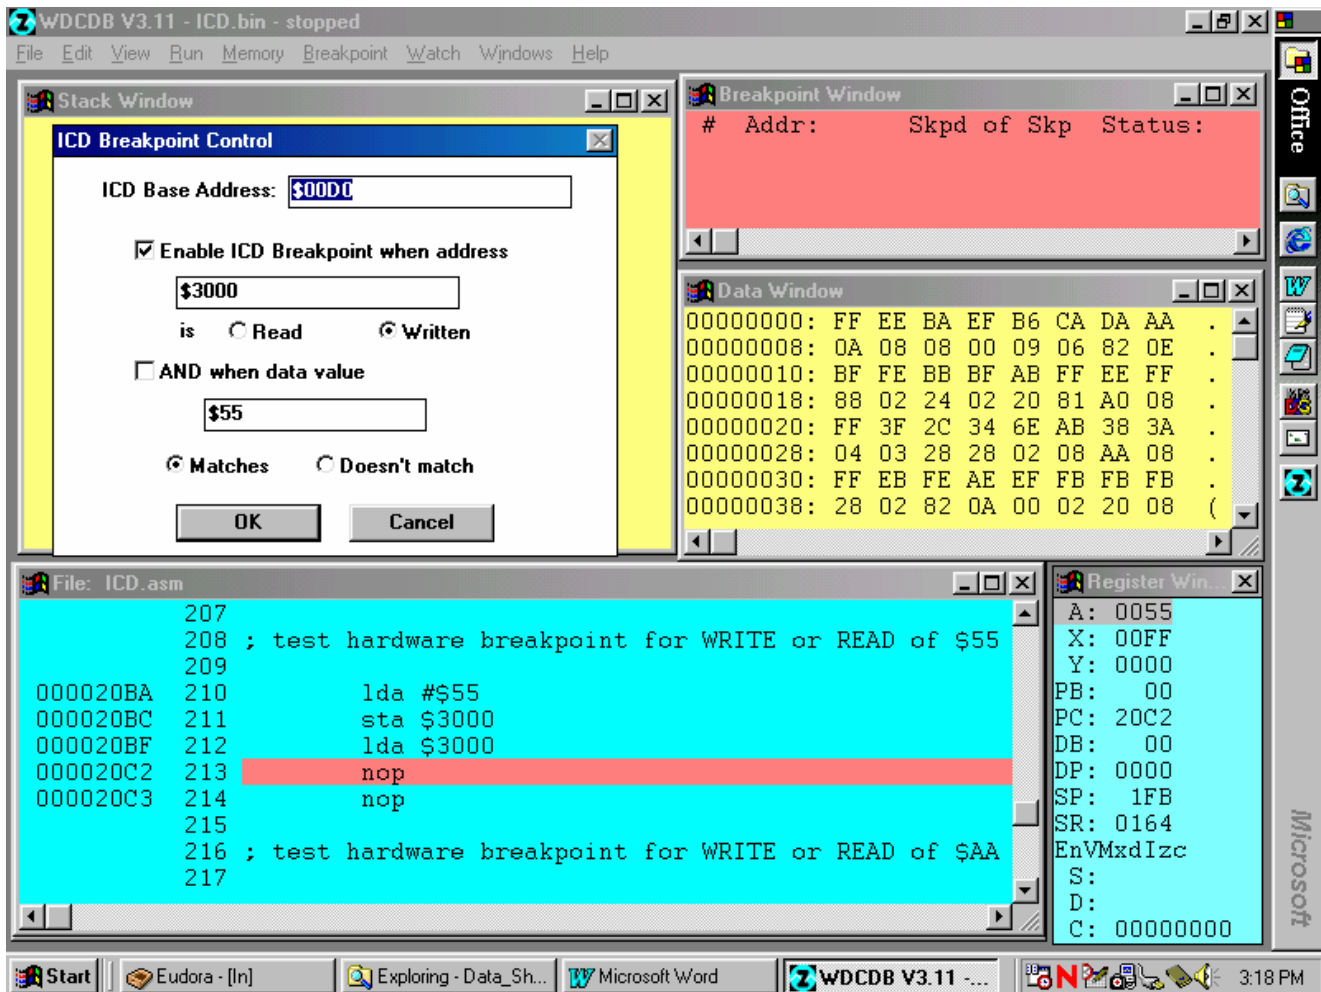 WDCDB V3.11 - ICD.bin - stopped
File Edit View Run Memory Breakpoint Watch Windows Help
Stack Window
ICD Breakpoint Control
ICD Base Address: $00D0
Enable ICD Breakpoint when address
$3000
is Read Written
AND when data value
$55
Matches Doesn't match
OK Cancel
Breakpoint Window
# Addr: Skpd of Skp Status:
Data Window
00000000: FF EE BA EF B6 CA DA AA .
00000008: 0A 08 08 00 09 06 82 0E .
00000010: BF FE BB BF AB FF EE FF .
00000018: 88 02 24 02 20 81 A0 08 .
00000020: FF 3F 2C 34 6E AB 38 3A .
00000028: 04 03 28 28 02 08 AA 08 .
00000030: FF EB FE AE EF FB FB FB .
00000038: 28 02 82 0A 00 02 20 08 (
File: ICD.asm
207
208 ; test hardware breakpoint for WRITE or READ of $55
209
000020BA 210 lda #$55
000020BC 211 sta $3000
000020BF 212 lda $3000
000020C2 213 nop
000020C3 214 nop
215
216 ; test hardware breakpoint for WRITE or READ of $AA
217
Register Win...
A: 0055
X: 00FF
Y: 0000
PB: 00
PC: 20C2
DB: 00
DP: 0000
SP: 1FB
SR: 0164
EnVMxdIzc
S:
D:
C: 00000000
Office
Microsoft
Start Eudora - [In] Exploring - Data_Sh... Microsoft Word WDCDB V3.11 -... 3:18 PM